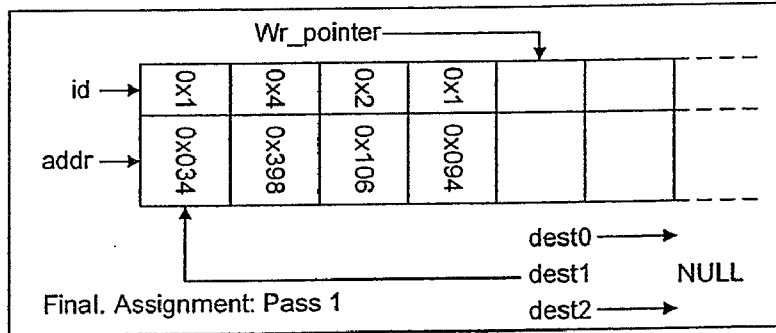 Wr_pointer
id 0x1 0x4 0x2 0x1
addr 0x034 0x398 0x106 0x094
dest0
dest1 NULL
Final. Assignment: Pass 1
dest2